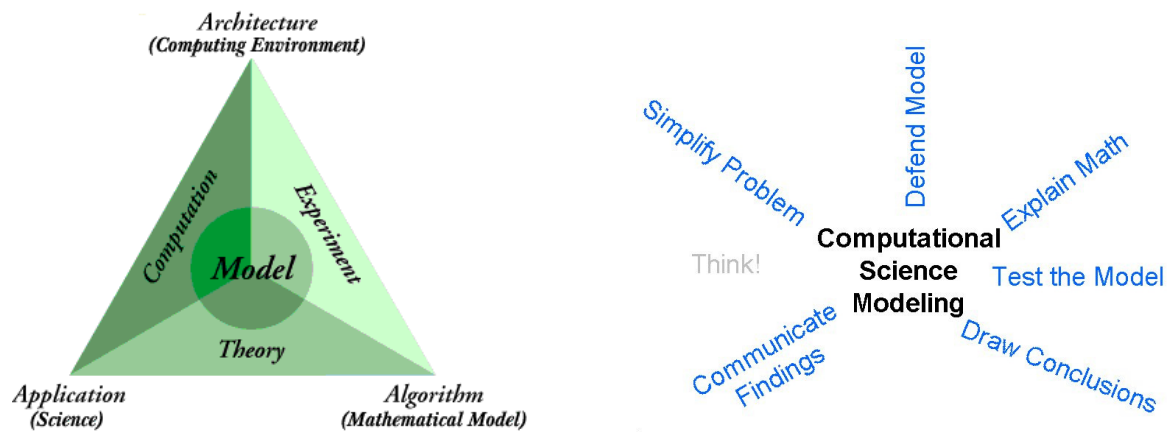 Architecture
(Computing Environment)
Computation
Experiment
Model
Theory
Application
(Science)
Algorithm
(Mathematical Model)
Simplify Problem
Defend Model
Explain Math
Think!
Computational
Science
Modeling
Test the Model
Communicate
Findings
Draw Conclusions